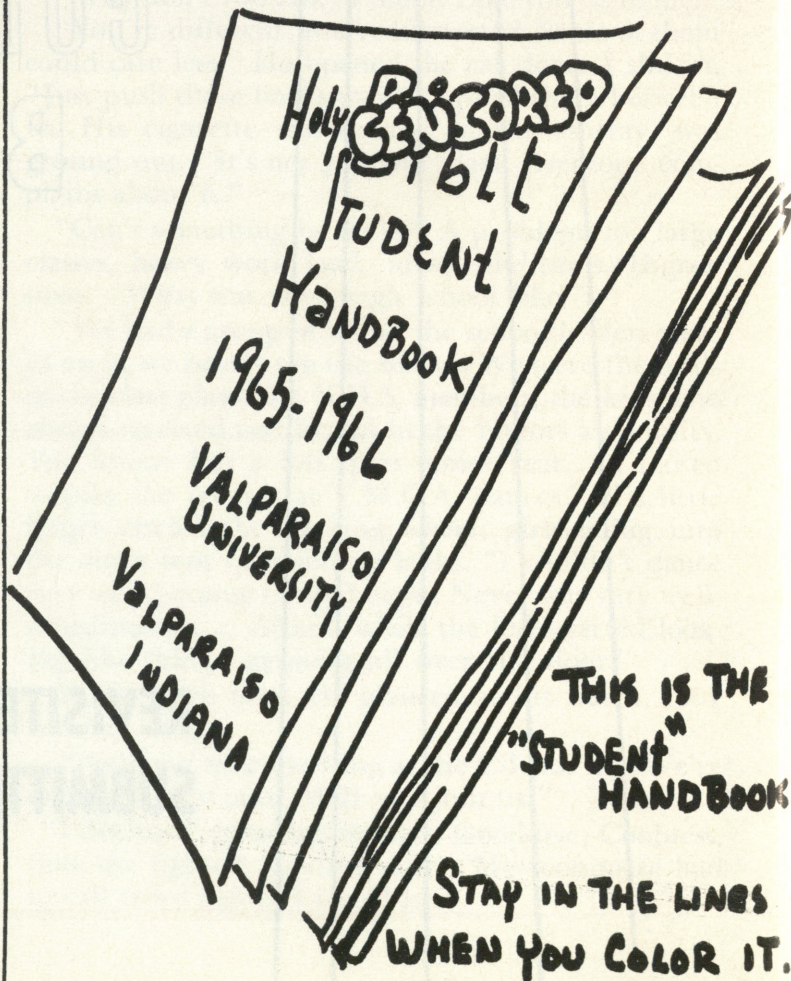 Holy CENSORED
STUDENT
HANDBOOK
1965-1966
VALPARAISO
UNIVERSITY
VALPARAISO
INDIANA
THIS IS THE
"STUDENT"
HANDBOOK
STAY IN THE LINES
WHEN YOU COLOR IT.